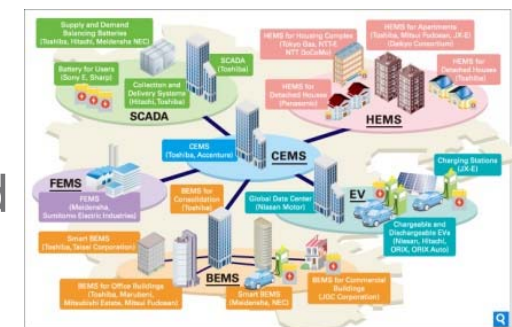 Supply and Demand
Balancing Batteries
(Toshiba, Hitachi, Meidensha NEC)
Battery for Users
(Sony E, Sharp)
Collection and
Delivery Systems
(Hitachi, Toshiba)
SCADA
(Toshiba)
SCADA
HEMS for Housing Complex
(Tokyo Gas, NTT-E
NTT DoCoMo)
HEMS for Apartments
(Toshiba, Mitsui Fudosan, JX-E)
(Daikyo Consortium)
HEMS for
Detached Houses
(Toshiba)
HEMS for
Detached Houses
(Panasonic)
HEMS
CEMS
(Toshiba, Accenture)
CEMS
FEMS
FEMS
(Meidensha,
Sumitomo Electric Industries)
BEMS for
Consolidation
(Toshiba)
Global Data Center
(Nissan Motor)
EV
Charging Stations
(JX-E)
Chargeable and
Dischargeable EVs
(Nissan, Hitachi,
ORIX, ORIX Auto)
Smart BEMS
(Toshiba, Taisei Corporation)
BEMS for Office Buildings
(Toshiba, Marubeni,
Mitsubishi Estate, Mitsui Fudosan)
BEMS
Smart BEMS
(Meidensha, NEC)
BEMS for Commercial
Buildings
(JGC Corporation)